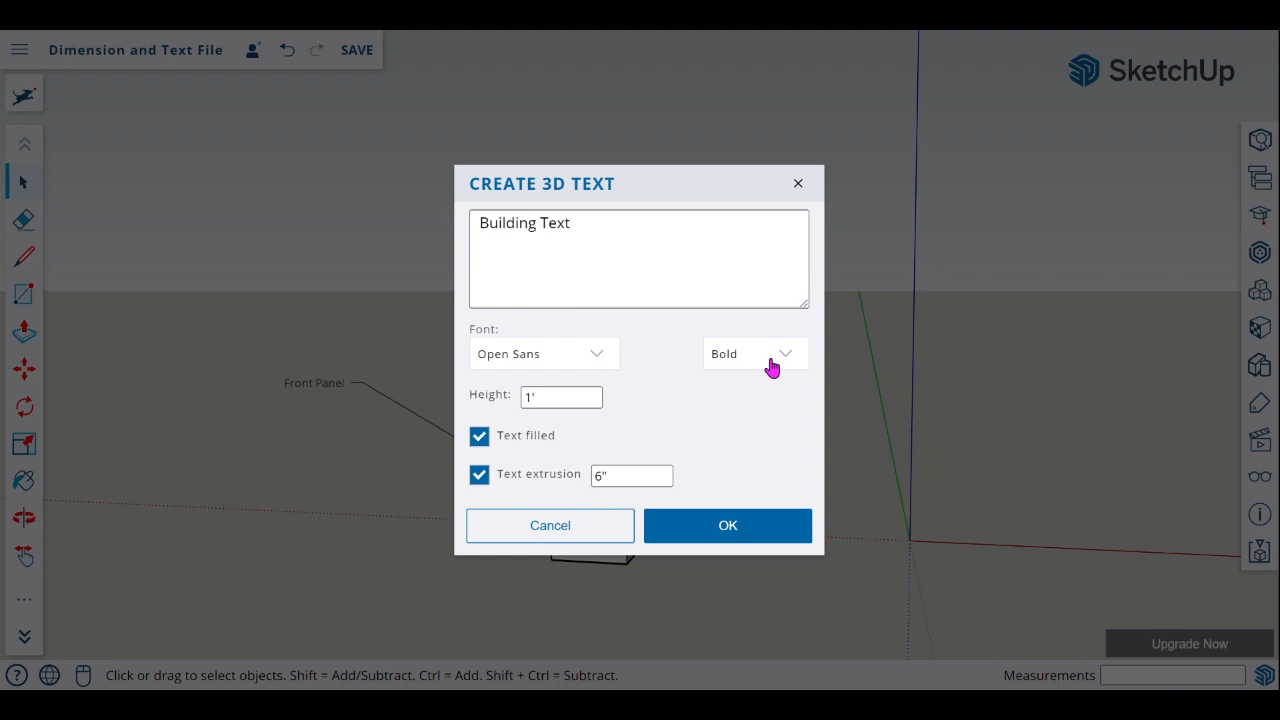 Dimension and Text File
SAVE
SketchUp
CREATE 3D TEXT
Building Text
Font:
Open Sans
Bold
Front Panel
Height:
1'
Text filled
Text extrusion
6"
Cancel
OK
Upgrade Now
Click or drag to select objects. Shift = Add/Subtract. Ctrl = Add. Shift + Ctrl = Subtract.
Measurements